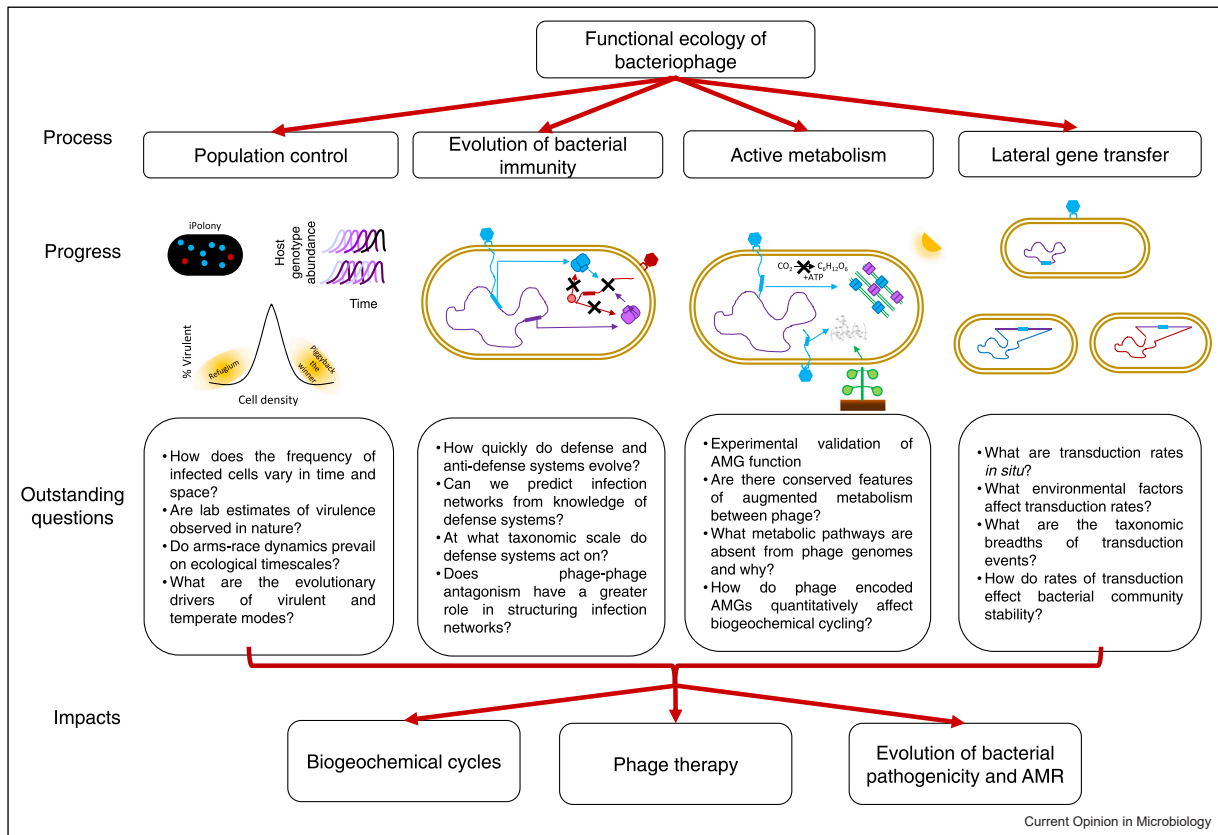 Functional ecology of
bacteriophage
Process
Population control
Evolution of bacterial
immunity
Active metabolism
Lateral gene transfer
Progress
iPolony
Host
genotype
abundance
Time
% Virulent
Refugium
Piggyback
the
winner
Cell density
CO2
C6H12O6
+ATP
Outstanding
questions
•How does the frequency of
infected cells vary in time and
space?
•Are lab estimates of virulence
observed in nature?
•Do arms-race dynamics prevail
on ecological timescales?
•What are the evolutionary
drivers of virulent and
temperate modes?
•How quickly do defense and
anti-defense systems evolve?
•Can we predict infection
networks from knowledge of
defense systems?
•At what taxonomic scale do
defense systems act on?
•Does phage-phage
antagonism have a greater
role in structuring infection
networks?
•Experimental validation of
AMG function
•Are there conserved features
of augmented metabolism
between phage?
•What metabolic pathways are
absent from phage genomes
and why?
•How do phage encoded
AMGs quantitatively affect
biogeochemical cycling?
•What are transduction rates
in situ?
•What environmental factors
affect transduction rates?
•What are the taxonomic
breadths of transduction
events?
•How do rates of transduction
effect bacterial community
stability?
Impacts
Biogeochemical cycles
Phage therapy
Evolution of bacterial
pathogenicity and AMR
Current Opinion in Microbiology